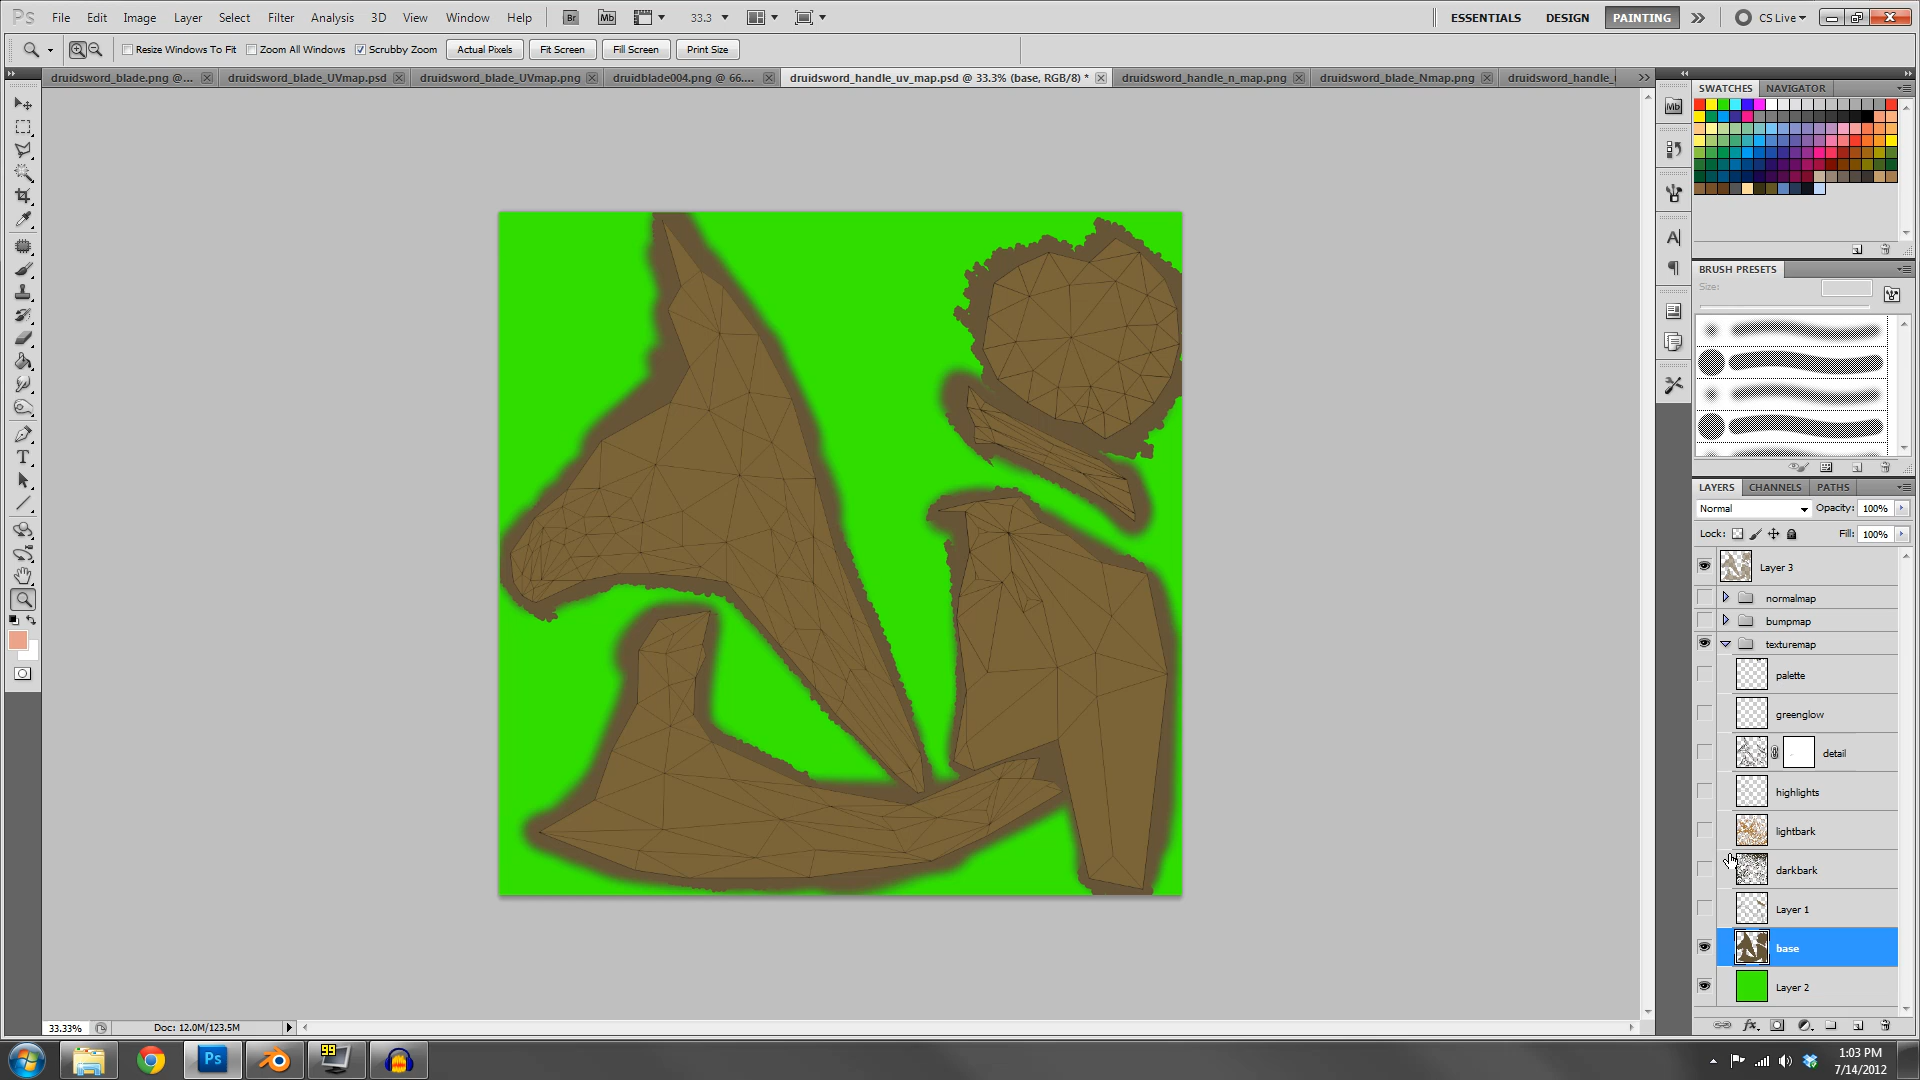 Ps File Edit Image Layer Select Filter Analysis 3D View Window Help Br Mb 33.3 ESSENTIALS DESIGN PAINTING CS Live
Resize Windows To Fit Zoom All Windows Scrubby Zoom Actual Pixels Fit Screen Fill Screen Print Size
druidsword_blade.png @... druidsword_blade_UVmap.psd druidsword_blade_UVmap.png druidblade004.png @ 66.... druidsword_handle_uv_map.psd @ 33.3% (base, RGB/8) * druidsword_handle_n_map.png druidsword_blade_Nmap.png druidsword_handle_
SWATCHES NAVIGATOR
Mb
BRUSH PRESETS
Size:
LAYERS CHANNELS PATHS
Normal Opacity: 100%
Lock: Fill: 100%
Layer 3
normalmap
bumpmap
texturemap
palette
greenglow
detail
highlights
lightbark
darkbark
Layer 1
base
Layer 2
33.33% Doc: 12.0M/123.5M
Ps 99
1:03 PM
7/14/2012